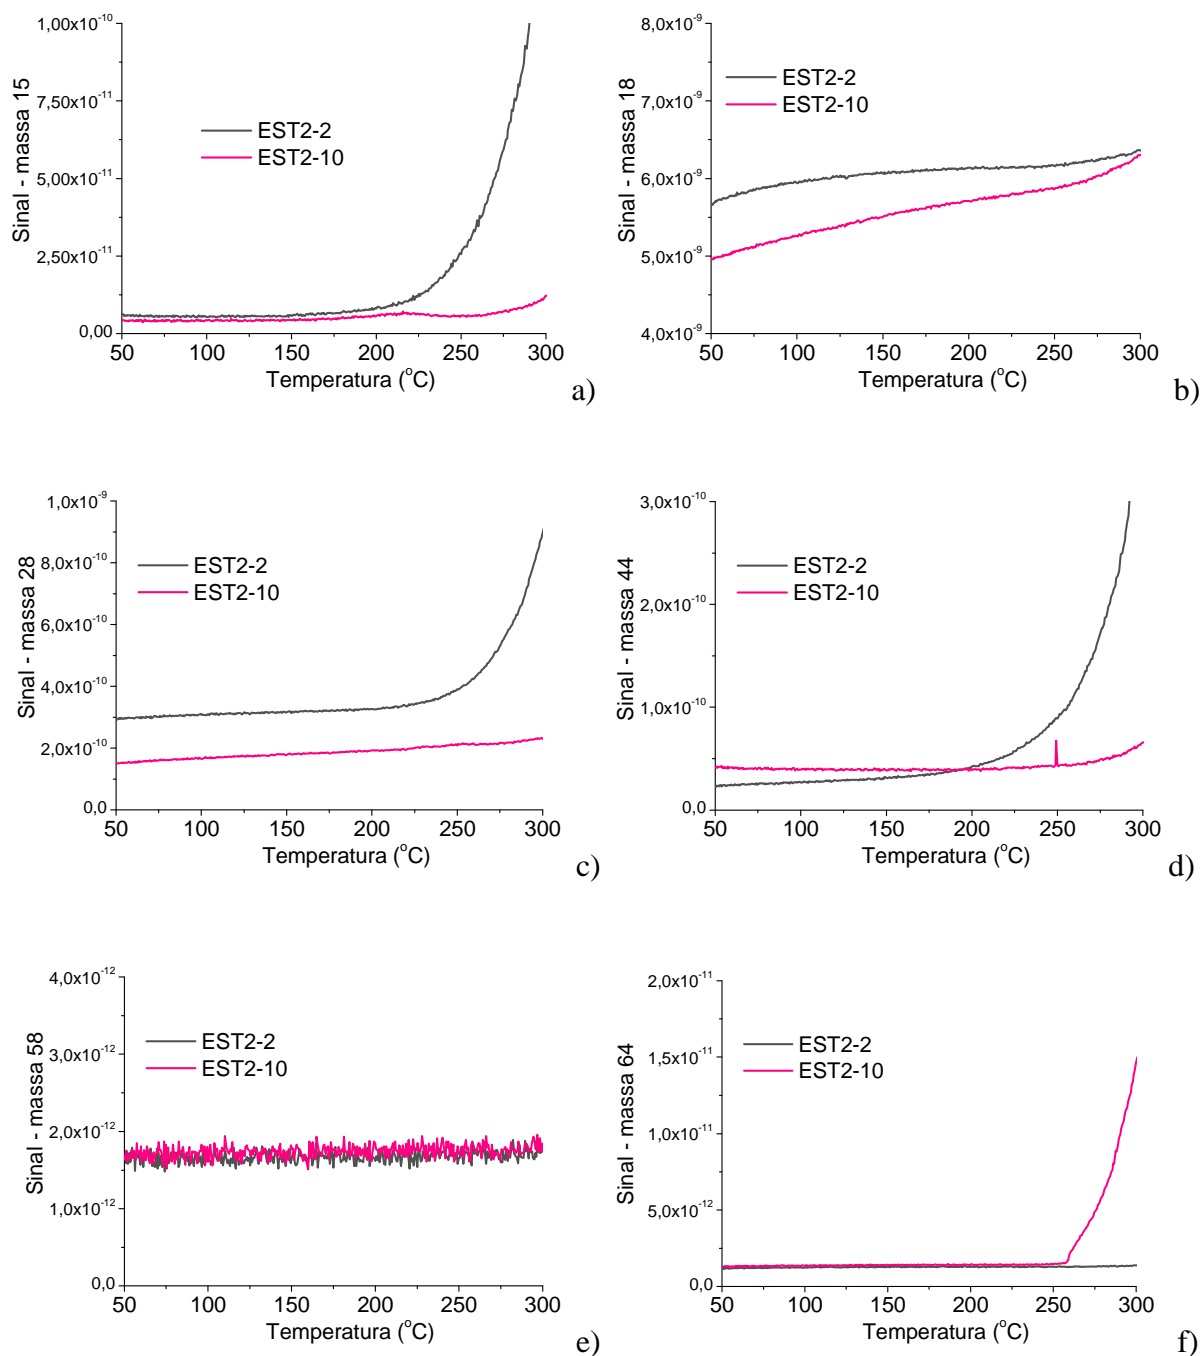 1,00x10⁻¹⁰
7,50x10⁻¹¹
5,00x10⁻¹¹
2,50x10⁻¹¹
0,00
Sinal - massa 15
EST2-2
EST2-10
50 100 150 200 250 300
Temperatura (°C)
a)
8,0x10⁻⁹
7,0x10⁻⁹
6,0x10⁻⁹
5,0x10⁻⁹
4,0x10⁻⁹
Sinal - massa 18
EST2-2
EST2-10
50 100 150 200 250 300
Temperatura (°C)
b)
1,0x10⁻⁹
8,0x10⁻¹⁰
6,0x10⁻¹⁰
4,0x10⁻¹⁰
2,0x10⁻¹⁰
0,0
Sinal - massa 28
EST2-2
EST2-10
50 100 150 200 250 300
Temperatura (°C)
c)
3,0x10⁻¹⁰
2,0x10⁻¹⁰
1,0x10⁻¹⁰
0,0
Sinal - massa 44
EST2-2
EST2-10
50 100 150 200 250 300
Temperatura (°C)
d)
4,0x10⁻¹²
3,0x10⁻¹²
2,0x10⁻¹²
1,0x10⁻¹²
0,0
Sinal - massa 58
EST2-2
EST2-10
50 100 150 200 250 300
Temperatura (°C)
e)
2,0x10⁻¹¹
1,5x10⁻¹¹
1,0x10⁻¹¹
5,0x10⁻¹²
0,0
Sinal - massa 64
EST2-2
EST2-10
50 100 150 200 250 300
Temperatura (°C)
f)